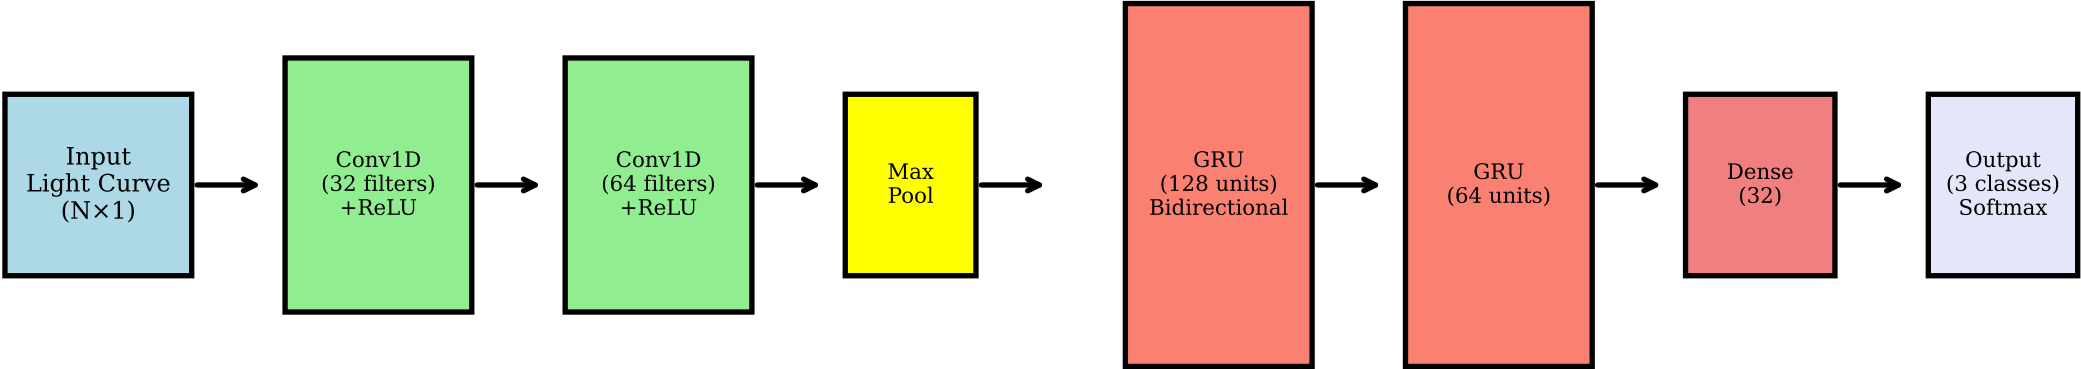 Input
Light Curve
(N×1)
Conv1D
(32 filters)
+ReLU
Conv1D
(64 filters)
+ReLU
Max
Pool
GRU
(128 units)
Bidirectional
GRU
(64 units)
Dense
(32)
Output
(3 classes)
Softmax